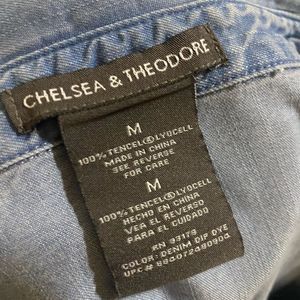 CHELSEA & THEODORE
M
100% TENCEL® LYOCELL
MADE IN CHINA
SEE REVERSE
FOR CARE
M
100% TENCEL® LYOCELL
HECHO EN CHINA
VEA EL REVERSO
PARA EL CUIDADO
RN 93173
COLOR: DENIM DIP DYE
UPC#